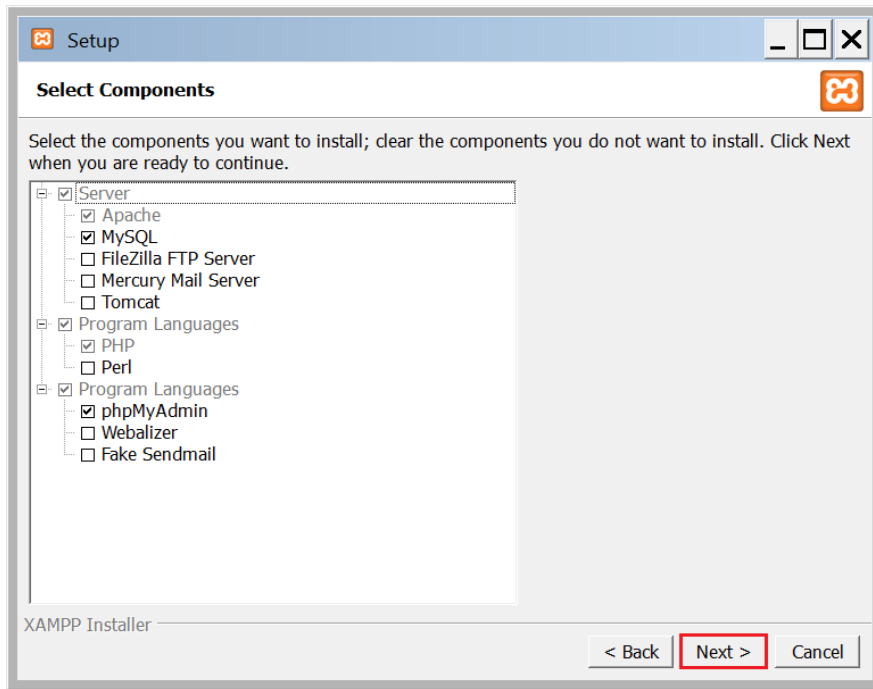 Setup
Select Components
Select the components you want to install; clear the components you do not want to install. Click Next
when you are ready to continue.
Server
Apache
MySQL
FileZilla FTP Server
Mercury Mail Server
Tomcat
Program Languages
PHP
Perl
Program Languages
phpMyAdmin
Webalizer
Fake Sendmail
XAMPP Installer
< Back Next > Cancel